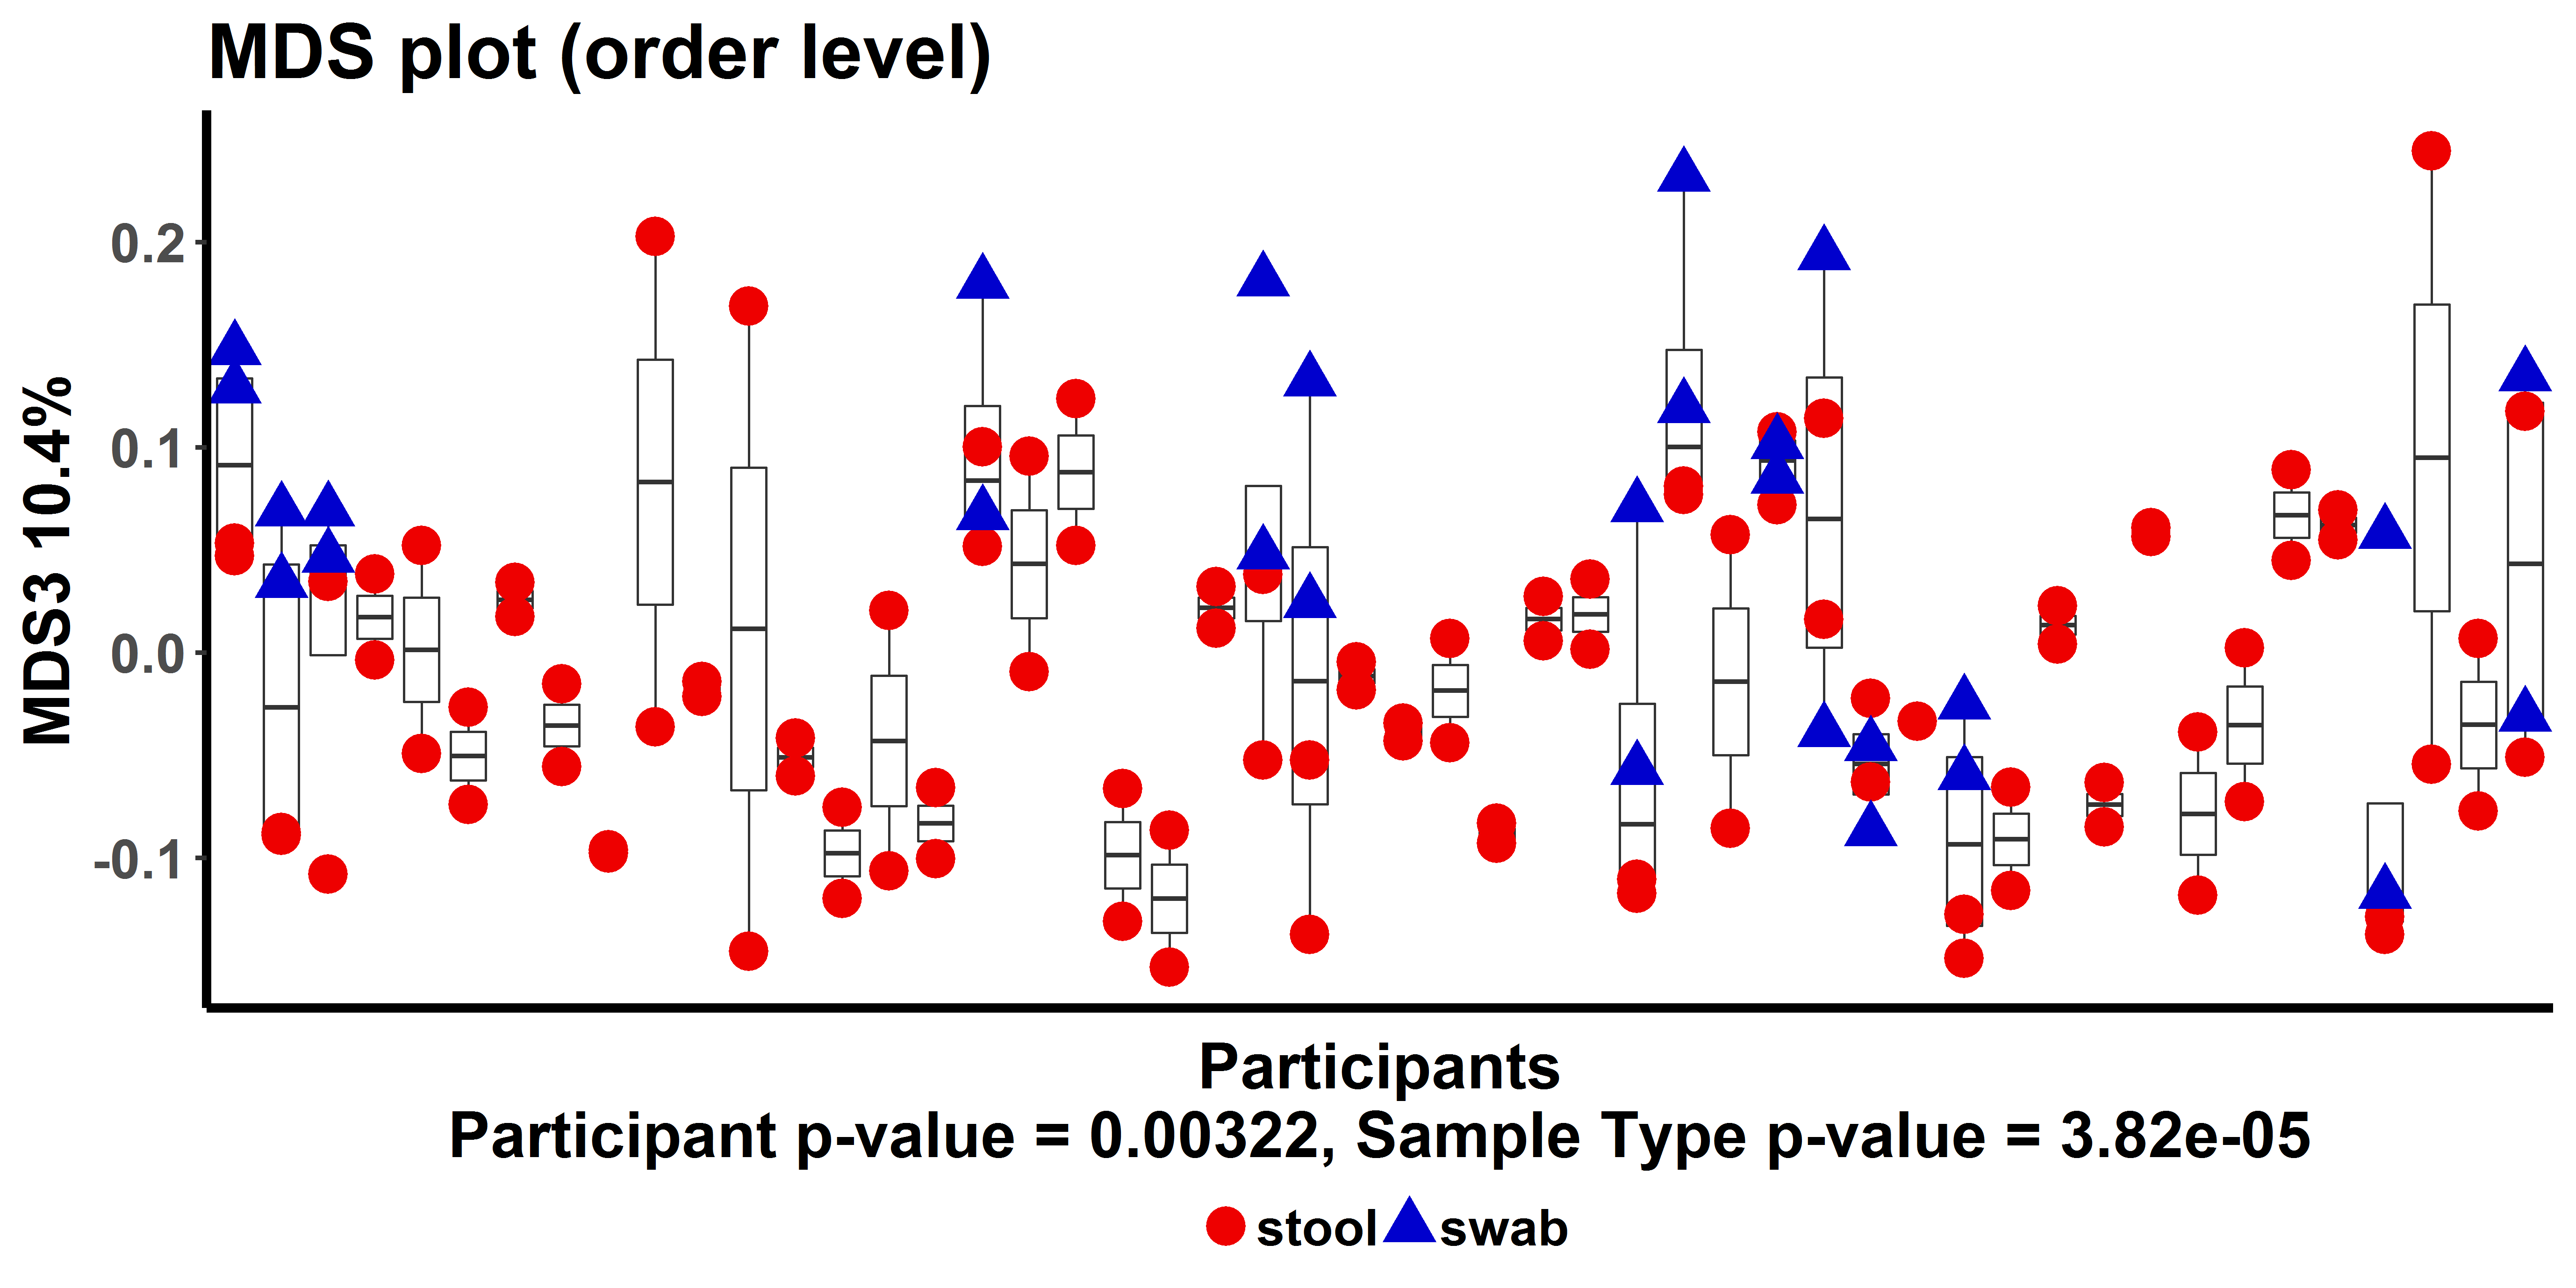 MDS plot (order level)
MDS3 10.4%
0.2
0.1
0.0
-0.1
Participants
Participant p-value = 0.00322, Sample Type p-value = 3.82e-05
stool swab